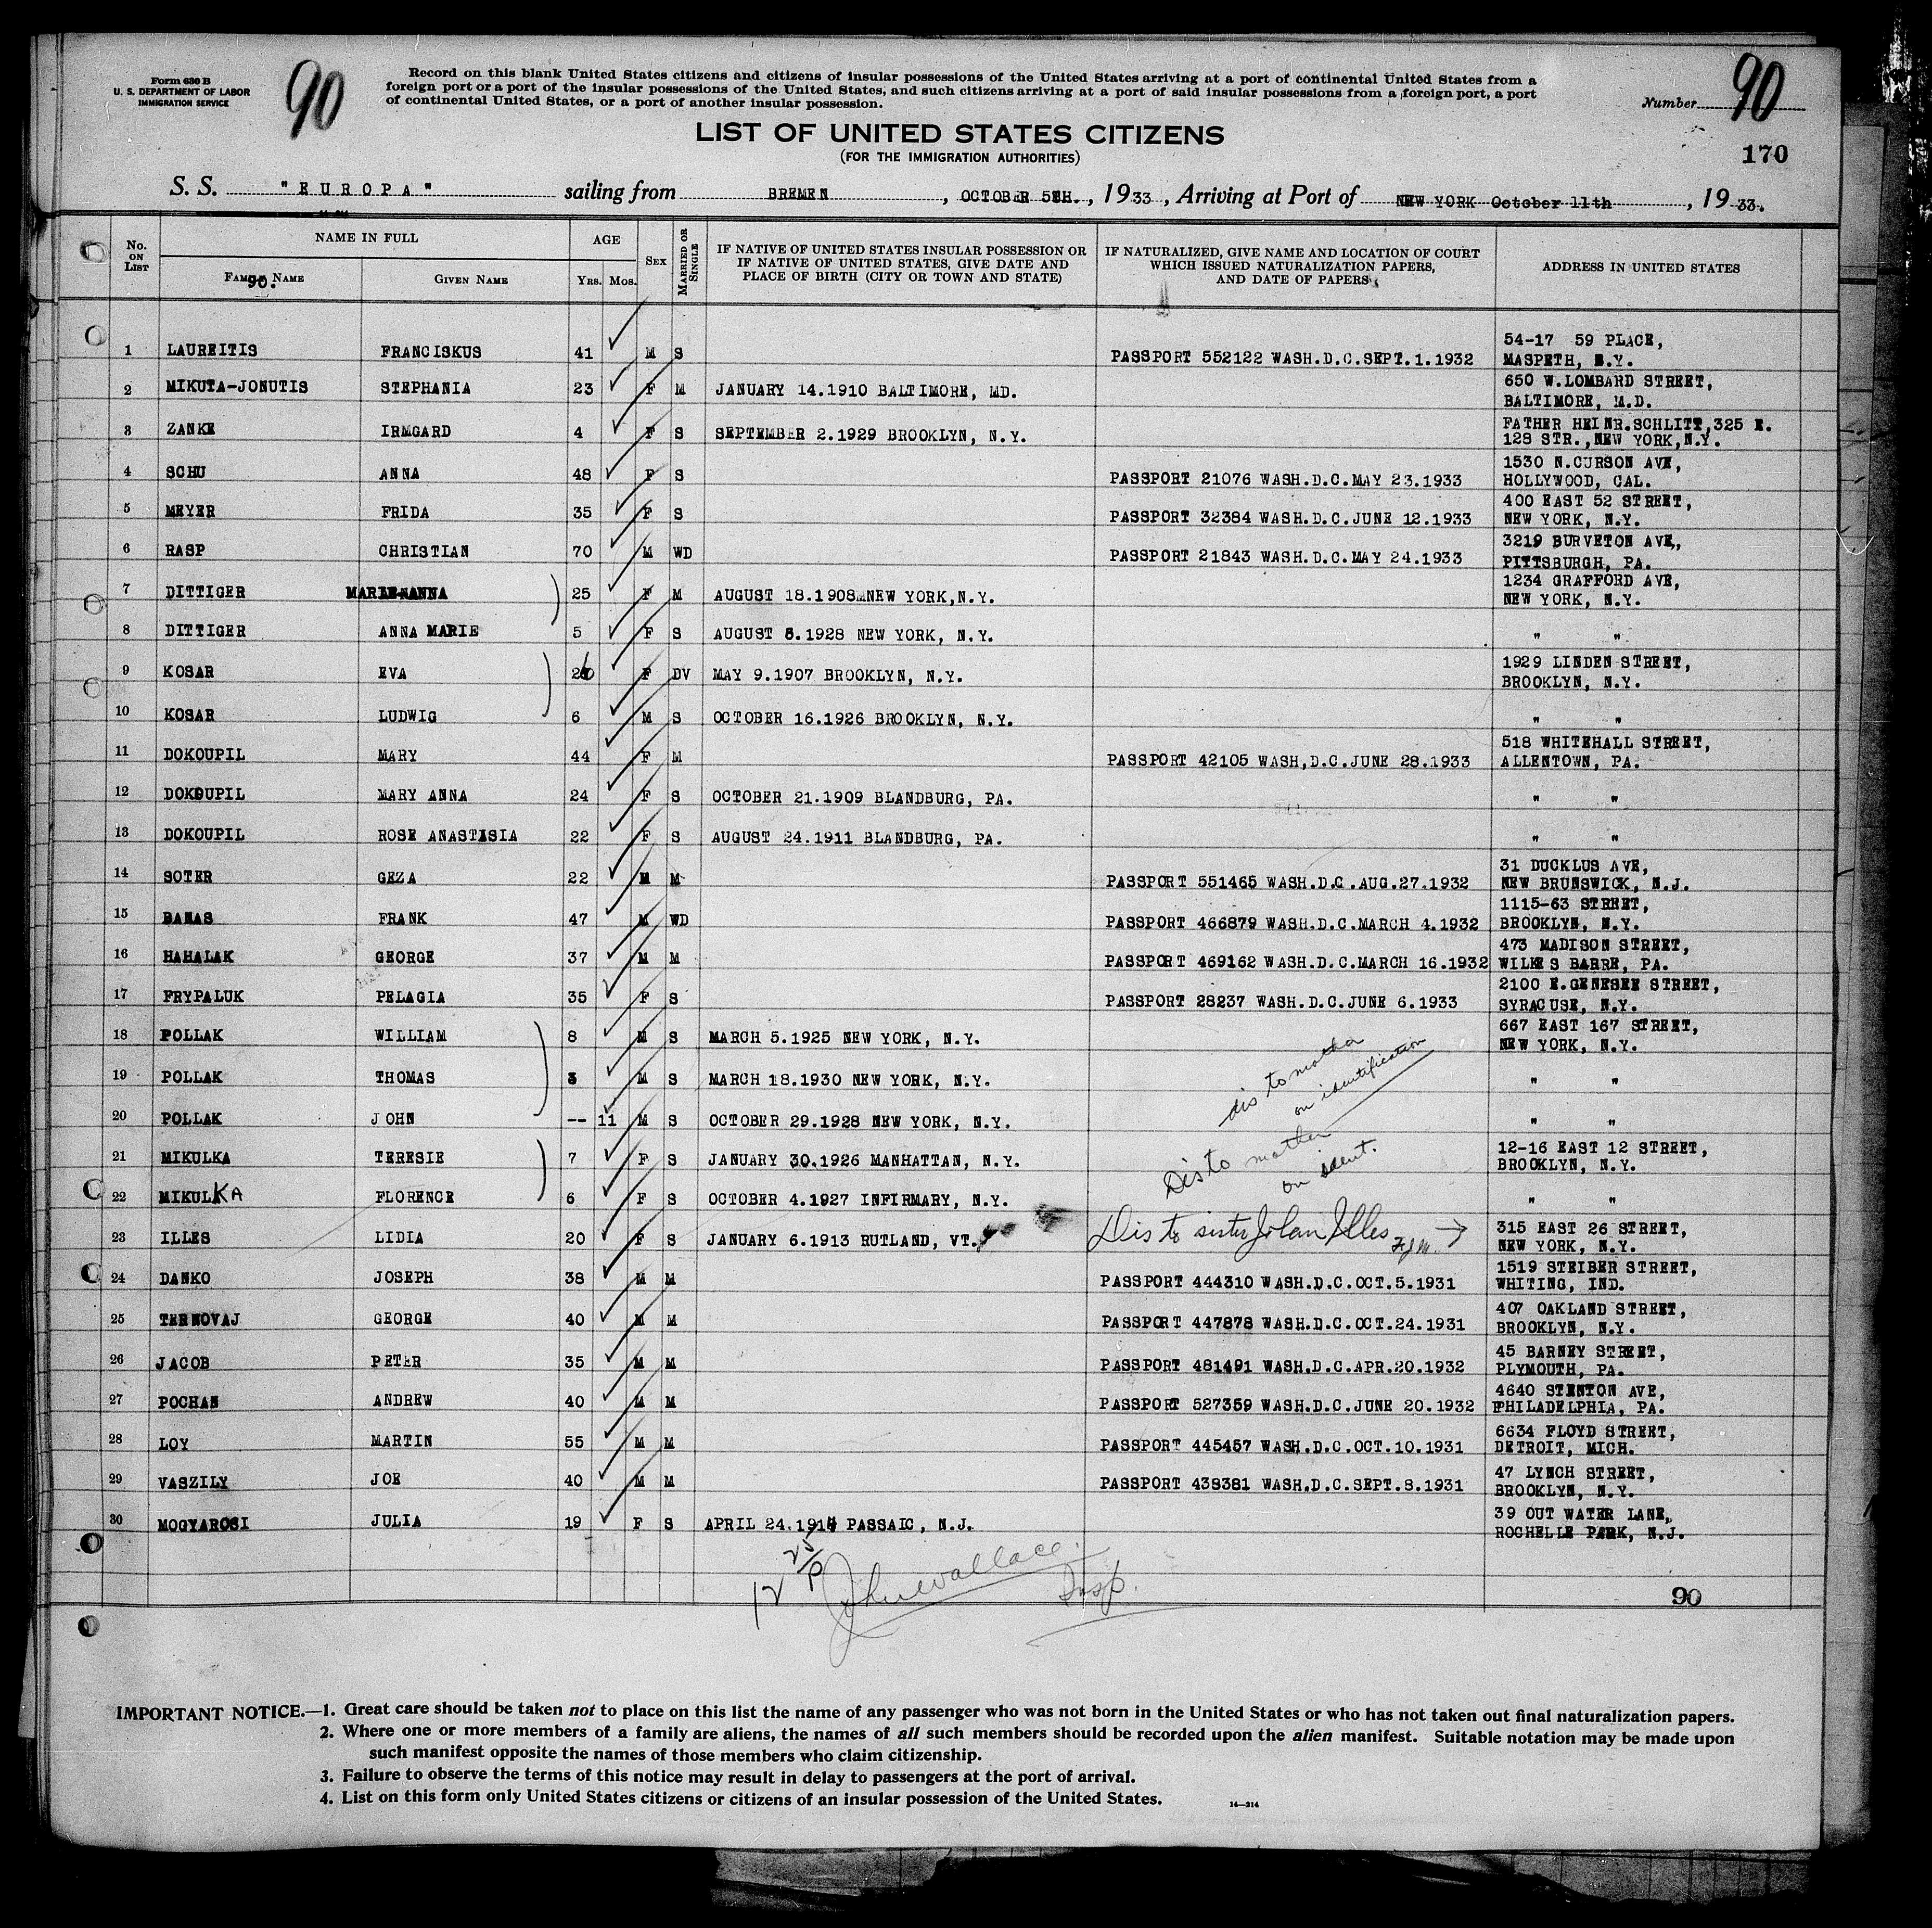 Form 630 B
U. S. DEPARTMENT OF LABOR
IMMIGRATION SERVICE
90
Record on this blank United States citizens and citizens of insular possessions of the United States arriving at a port of continental United States from a
foreign port or a port of the insular possessions of the United States, and such citizens arriving at a port of said insular possessions from a foreign port, a port
of continental United States, or a port of another insular possession.
Number 90
LIST OF UNITED STATES CITIZENS
(FOR THE IMMIGRATION AUTHORITIES)
170
S. S. "EUROPA" sailing from BREMEN, OCTOBER 5TH., 1933, Arriving at Port of NEW YORK October 11th, 1933.
No. ON LIST
NAME IN FULL
FAMILY NAME
90.
GIVEN NAME
AGE
YRS. MOS.
SEX
MARRIED OR SINGLE
IF NATIVE OF UNITED STATES INSULAR POSSESSION OR
IF NATIVE OF UNITED STATES, GIVE DATE AND
PLACE OF BIRTH (CITY OR TOWN AND STATE)
IF NATURALIZED, GIVE NAME AND LOCATION OF COURT
WHICH ISSUED NATURALIZATION PAPERS,
AND DATE OF PAPERS
ADDRESS IN UNITED STATES
1 LAUREITIS FRANCISKUS 41 M S PASSPORT 552122 WASH.D.C.SEPT.1.1932 54-17 59 PLACE,
MASPETH, N.Y.
2 MIKUTA-JONUTIS STEPHANIA 23 F M JANUARY 14.1910 BALTIMORE, MD. 650 W.LOMBARD STREET,
BALTIMORE, M.D.
3 ZANKE IRMGARD 4 F S SEPTEMBER 2.1929 BROOKLYN, N.Y. FATHER HEINR.SCHLITT,325 E.
128 STR.,NEW YORK,N.Y.
4 SCHU ANNA 48 F S PASSPORT 21076 WASH.D.C.MAY 23.1933 1530 N.CURSON AVE,
HOLLYWOOD, CAL.
5 MEYER FRIDA 35 F S PASSPORT 32384 WASH.D.C.JUNE 12.1933 400 EAST 52 STREET,
NEW YORK, N.Y.
6 RASP CHRISTIAN 70 M WD PASSPORT 21843 WASH.D.C.MAY 24.1933 3219 BURVETON AVE,
PITTSBURGH, PA.
7 DITTIGER ANNA 25 F M AUGUST 18.1908 NEW YORK,N.Y. 1234 GRAFFORD AVE,
NEW YORK, N.Y.
8 DITTIGER ANNA MARIE 5 F S AUGUST 5.1928 NEW YORK, N.Y. " "
9 KOSAR EVA 26 F DV MAY 9.1907 BROOKLYN, N.Y. 1929 LINDEN STREET,
BROOKLYN, N.Y.
10 KOSAR LUDWIG 6 M S OCTOBER 16.1926 BROOKLYN, N.Y. " "
11 DOKOUPIL MARY 44 F M PASSPORT 42105 WASH,D.C.JUNE 28.1933 518 WHITEHALL STREET,
ALLENTOWN, PA.
12 DOKOUPIL MARY ANNA 24 F S OCTOBER 21.1909 BLANDBURG, PA. " "
13 DOKOUPIL ROSE ANASTASIA 22 F S AUGUST 24.1911 BLANDBURG, PA. " "
14 SOTER GEZA 22 M M PASSPORT 551465 WASH.D.C.AUG.27.1932 31 DUCKLUS AVE,
NEW BRUNSWICK, N.J.
15 BANAS FRANK 47 M WD PASSPORT 466879 WASH.D.C.MARCH 4.1932 1115-63 STREET,
BROOKLYN, N.Y.
16 HAHALAK GEORGE 37 M M PASSPORT 469162 WASH.D.C.MARCH 16.1932 473 MADISON STREET,
WILKES BARRE, PA.
17 FRYPALUK PELAGIA 35 F S PASSPORT 28237 WASH.D.C.JUNE 6.1933 2100 E.GENESEE STREET,
SYRACUSE, N.Y.
18 POLLAK WILLIAM 8 M S MARCH 5.1925 NEW YORK, N.Y. 667 EAST 167 STREET,
NEW YORK, N.Y.
19 POLLAK THOMAS 3 M S MARCH 18.1930 NEW YORK, N.Y. dis to mother " "
on identification
20 POLLAK JOHN -- 11 M S OCTOBER 29.1928 NEW YORK, N.Y. " "
21 MIKULKA TERESIE 7 F S JANUARY 30.1926 MANHATTAN, N.Y. Dis to mother 12-16 EAST 12 STREET,
on ident. BROOKLYN, N.Y.
22 MIKULKA FLORENCE 6 F S OCTOBER 4.1927 INFIRMARY, N.Y. " "
23 ILLES LIDIA 20 F S JANUARY 6.1913 RUTLAND, VT. Dis to sister Jolan Illes 315 EAST 26 STREET,
NEW YORK, N.Y.
24 DANKO JOSEPH 38 M M PASSPORT 444310 WASH.D.C.OCT.5.1931 1519 STEIBER STREET,
WHITING, IND.
25 TERNOVAJ GEORGE 40 M M PASSPORT 447878 WASH.D.C.OCT.24.1931 407 OAKLAND STREET,
BROOKLYN, N.Y.
26 JACOB PETER 35 M M PASSPORT 481491 WASH.D.C.APR.20.1932 45 BARNEY STREET,
PLYMOUTH, PA.
27 POCHAN ANDREW 40 M M PASSPORT 527359 WASH.D.C.JUNE 20.1932 4640 STENTON AVE,
PHILADELPHIA, PA.
28 LOY MARTIN 55 M M PASSPORT 445457 WASH.D.C.OCT.10.1931 6634 FLOYD STREET,
DETROIT, MICH.
29 VASZILY JOE 40 M M PASSPORT 438381 WASH.D.C.SEPT.8.1931 47 LYNCH STREET,
BROOKLYN, N.Y.
30 MOGYAROSI JULIA 19 F S APRIL 24.1914 PASSAIC, N.J. 39 OUT WATER LANE,
ROCHELLE PARK, N.J.
12 25/P John Wallace Insp.
90
IMPORTANT NOTICE.—1. Great care should be taken not to place on this list the name of any passenger who was not born in the United States or who has not taken out final naturalization papers.
2. Where one or more members of a family are aliens, the names of all such members should be recorded upon the alien manifest. Suitable notation may be made upon
such manifest opposite the names of those members who claim citizenship.
3. Failure to observe the terms of this notice may result in delay to passengers at the port of arrival.
4. List on this form only United States citizens or citizens of an insular possession of the United States.
14—214